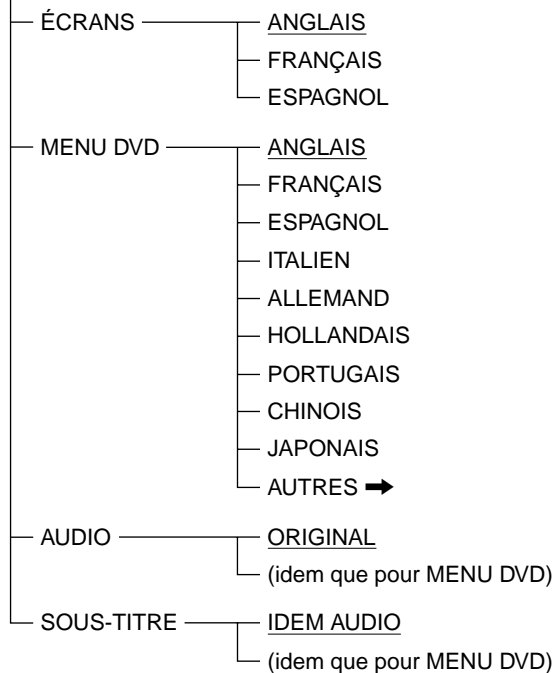 ÉCRANS ANGLAIS
FRANÇAIS
ESPAGNOL
MENU DVD ANGLAIS
FRANÇAIS
ESPAGNOL
ITALIEN
ALLEMAND
HOLLANDAIS
PORTUGAIS
CHINOIS
JAPONAIS
AUTRES ➡
AUDIO ORIGINAL
(idem que pour MENU DVD)
SOUS-TITRE IDEM AUDIO
(idem que pour MENU DVD)